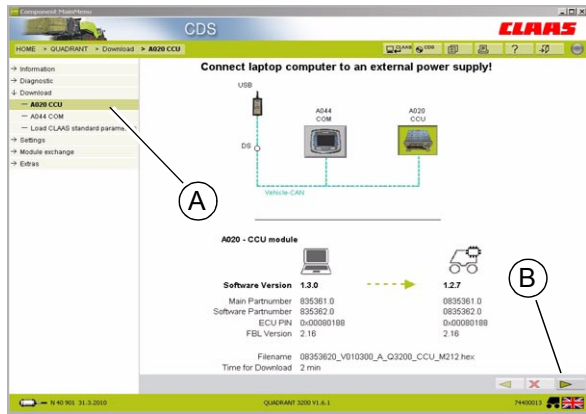 Component MainMenu
CDS
CLAAS
HOME > QUADRANT > Download > A020 CCU
CLAAS CDS ?
→ Information
→ Diagnostic
↓ Download
— A020 CCU
— A044 COM
— Load CLAAS standard parame
→ Settings
→ Module exchange
→ Extras
Connect laptop computer to an external power supply!
USB
A044
COM
A020
CCU
DS
Vehicle-CAN
A
A020 - CCU module
Software Version 1.3.0 1.2.7
Main Partnumber 835361.0 0835361.0
Software Partnumber 835362.0 0835362.0
ECU PIN 0x00080188 0x00080188
FBL Version 2.16 2.16
Filename 08353620_V010300_A_Q3200_CCU_M212.hex
Time for Download 2 min
B
N 40 901 31.3.2010
QUADRANT 3200 V1.6.1
74400013